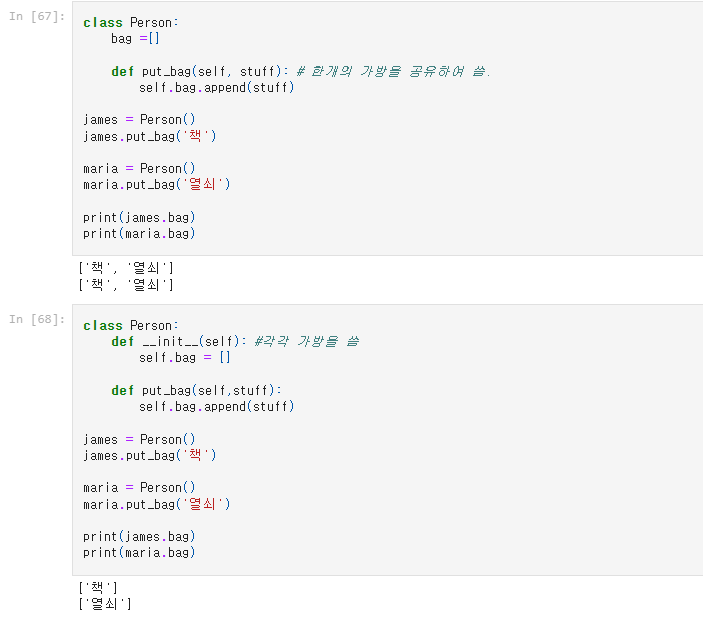 In [67]:
class Person:
    bag =[]
    def put_bag(self, stuff): # 한개의 가방을 공유하여 씀.
        self.bag.append(stuff)
james = Person()
james.put_bag('책')
maria = Person()
maria.put_bag('열쇠')
print(james.bag)
print(maria.bag)
['책', '열쇠']
['책', '열쇠']
In [68]:
class Person:
    def __init__(self): #각각 가방을 씀
        self.bag = []
    def put_bag(self,stuff):
        self.bag.append(stuff)
james = Person()
james.put_bag('책')
maria = Person()
maria.put_bag('열쇠')
print(james.bag)
print(maria.bag)
['책']
['열쇠']